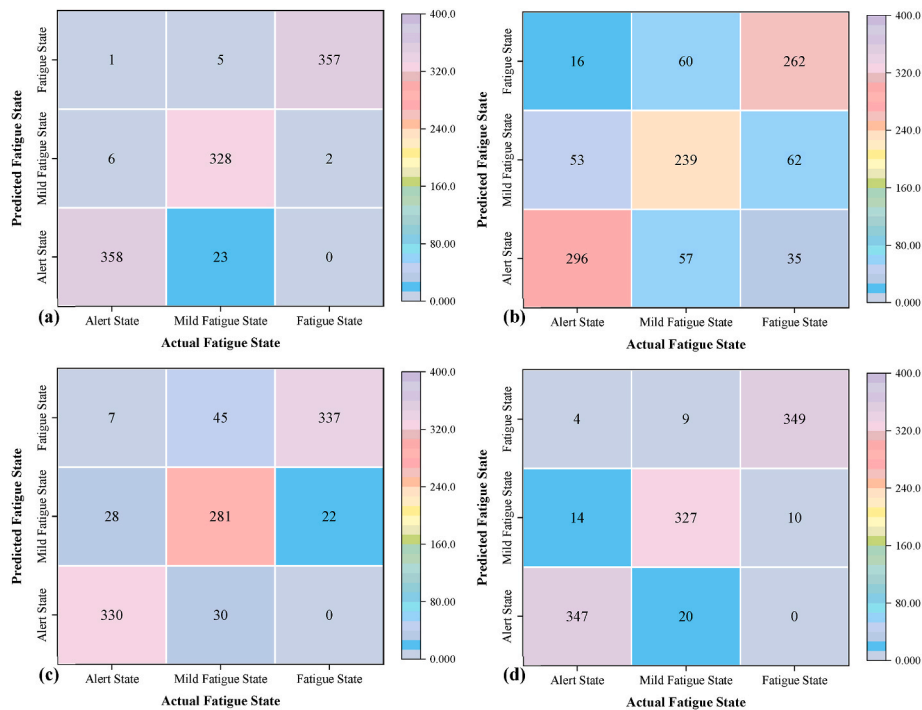 Predicted Fatigue State
Fatigue State
Mild Fatigue State
Alert State
1 5 357
6 328 2
358 23 0
(a)
Alert State Mild Fatigue State Fatigue State
Actual Fatigue State
400.0
320.0
240.0
160.0
80.00
0.000
Predicted Fatigue State
Fatigue State
Mild Fatigue State
Alert State
16 60 262
53 239 62
296 57 35
(b)
Alert State Mild Fatigue State Fatigue State
Actual Fatigue State
400.0
320.0
240.0
160.0
80.00
0.000
Predicted Fatigue State
Fatigue State
Mild Fatigue State
Alert State
7 45 337
28 281 22
330 30 0
(c)
Alert State Mild Fatigue State Fatigue State
Actual Fatigue State
400.0
320.0
240.0
160.0
80.00
0.000
Predicted Fatigue State
Fatigue State
Mild Fatigue State
Alert State
4 9 349
14 327 10
347 20 0
(d)
Alert State Mild Fatigue State Fatigue State
Actual Fatigue State
400.0
320.0
240.0
160.0
80.00
0.000